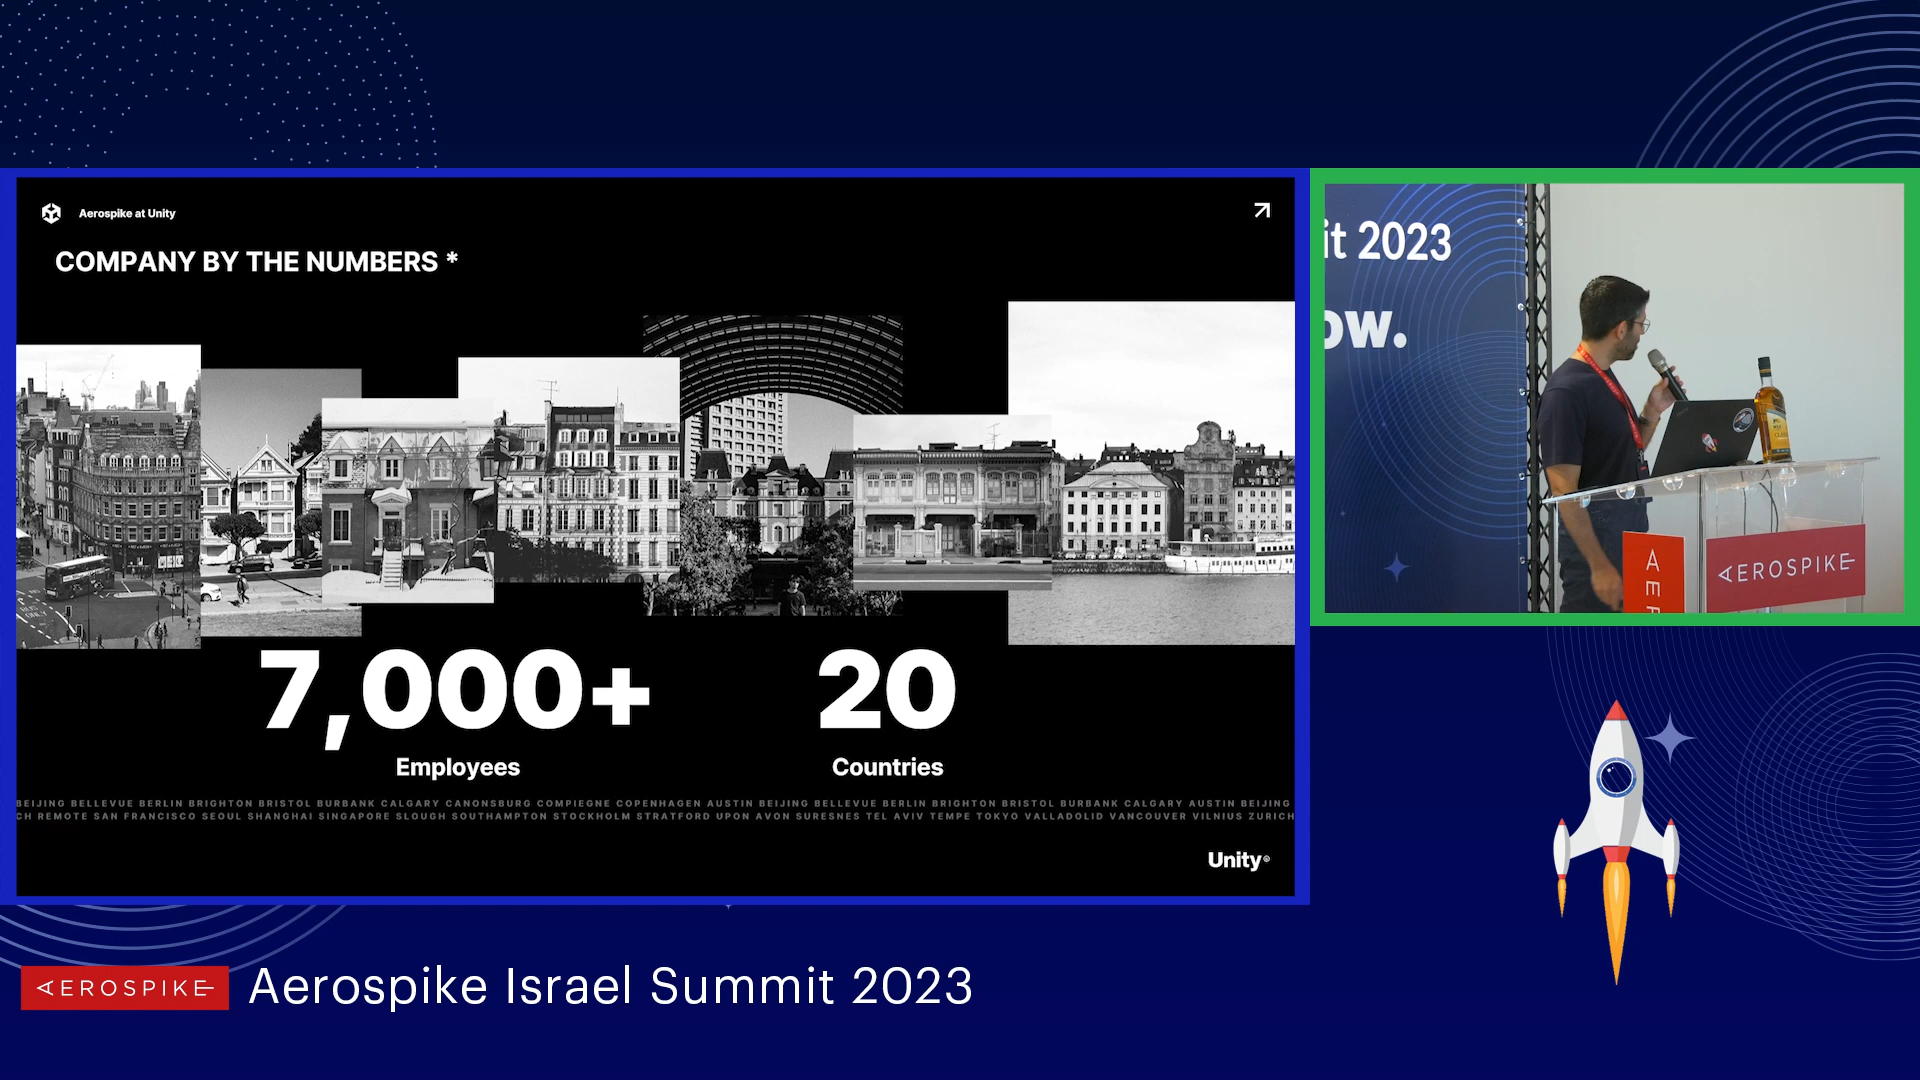 Aerospike at Unity
COMPANY BY THE NUMBERS *
7,000+
Employees
20
Countries
BEIJING BELLEVUE BERLIN BRIGHTON BRISTOL BURBANK CALGARY CANONSBURG COMPIEGNE COPENHAGEN AUSTIN BEIJING BELLEVUE BERLIN BRIGHTON BRISTOL BURBANK CALGARY AUSTIN BEIJING
CH REMOTE SAN FRANCISCO SEOUL SHANGHAI SINGAPORE SLOUGH SOUTHAMPTON STOCKHOLM STRATFORD UPON AVON SURESNES TEL AVIV TEMPE TOKYO VALLADOLID VANCOUVER VILNIUS ZURICH
Unity
it 2023
ow.
AER
AEROSPIKE
AEROSPIKE
Aerospike Israel Summit 2023